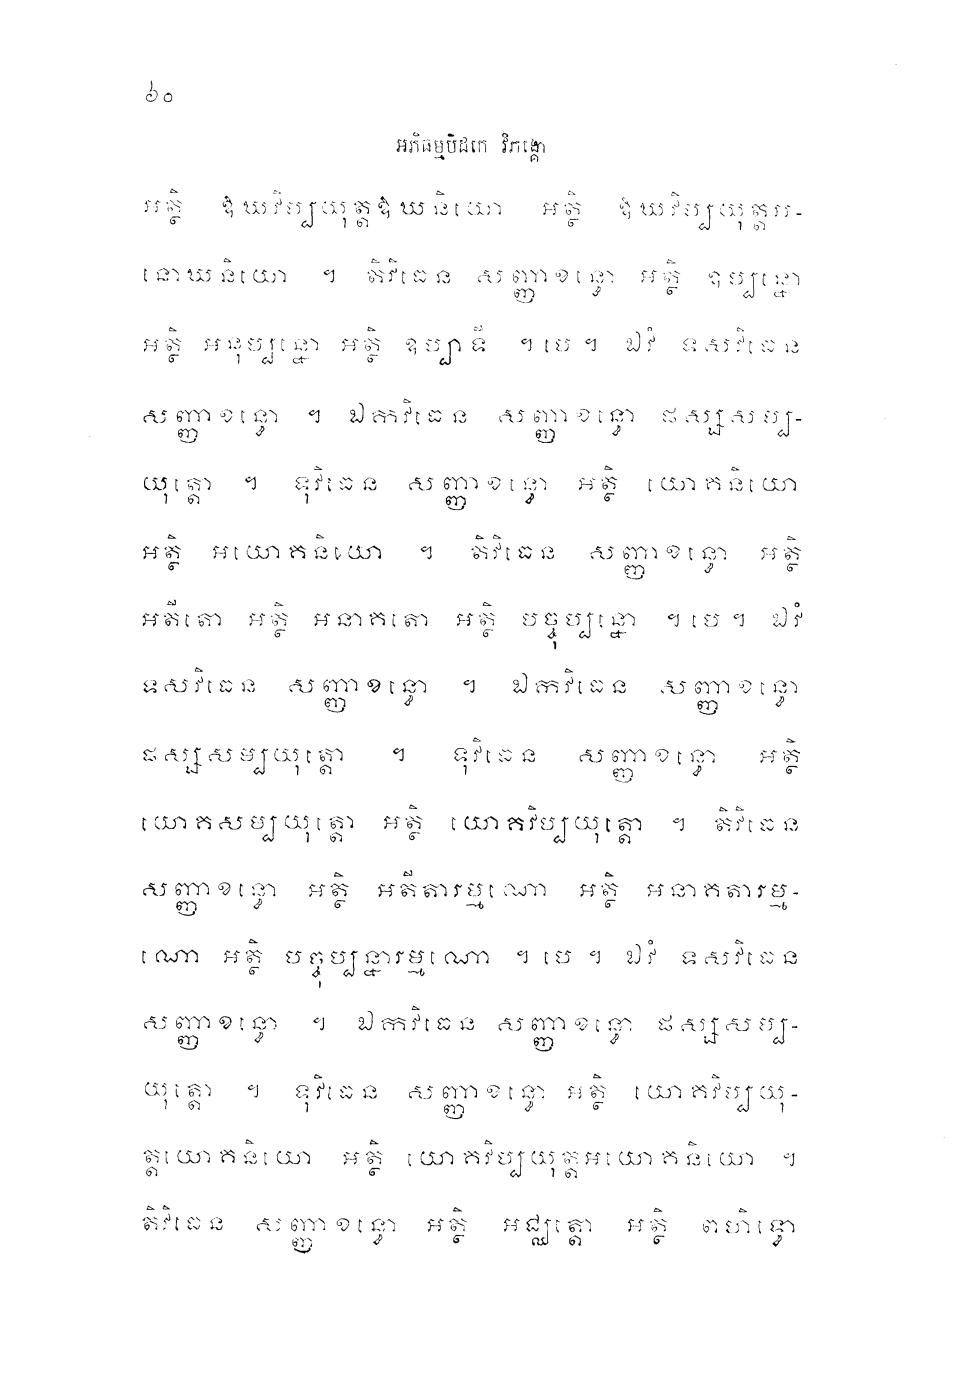 ៦០
អភិធម្មបិដកេ វិភង្គោ
អត្ថិ ឱឃវិប្បយុត្តឱឃនិយោ អត្ថិ ឱឃវិប្បយុត្តអ-
នោឃនិយោ ។ តិវិធេន សញ្ញាខន្ធោ អត្ថិ ឧប្បន្នោ
អត្ថិ អនុប្បន្នោ អត្ថិ ឧប្បាទី ។បេ។ ឯវំ ទសវិធេន
សញ្ញាខន្ធោ ។ ឯកវិធេន សញ្ញាខន្ធោ ផស្សសម្ប-
យុត្តោ ។ ទុវិធេន សញ្ញាខន្ធោ អត្ថិ យោគនិយោ
អត្ថិ អយោគនិយោ ។ តិវិធេន សញ្ញាខន្ធោ អត្ថិ
អតីតោ អត្ថិ អនាគតោ អត្ថិ បច្ចុប្បន្នោ ។បេ។ ឯវំ
ទសវិធេន សញ្ញាខន្ធោ ។ ឯកវិធេន សញ្ញាខន្ធោ
ផស្សសម្បយុត្តោ ។ ទុវិធេន សញ្ញាខន្ធោ អត្ថិ
យោគសម្បយុត្តោ អត្ថិ យោគវិប្បយុត្តោ ។ តិវិធេន
សញ្ញាខន្ធោ អត្ថិ អតីតារម្មណោ អត្ថិ អនាគតារម្ម-
ណោ អត្ថិ បច្ចុប្បន្នារម្មណោ ។ បេ ។ ឯវំ ទសវិធេន
សញ្ញាខន្ធោ ។ ឯកវិធេន សញ្ញាខន្ធោ ផស្សសម្ប-
យុត្តោ ។ ទុវិធេន សញ្ញាខន្ធោ អត្ថិ យោគវិប្បយុ-
ត្តយោគនិយោ អត្ថិ យោគវិប្បយុត្តអយោគនិយោ ។
តិវិធេន សញ្ញាខន្ធោ អត្ថិ អជ្ឈត្តោ អត្ថិ ពហិទ្ធោ